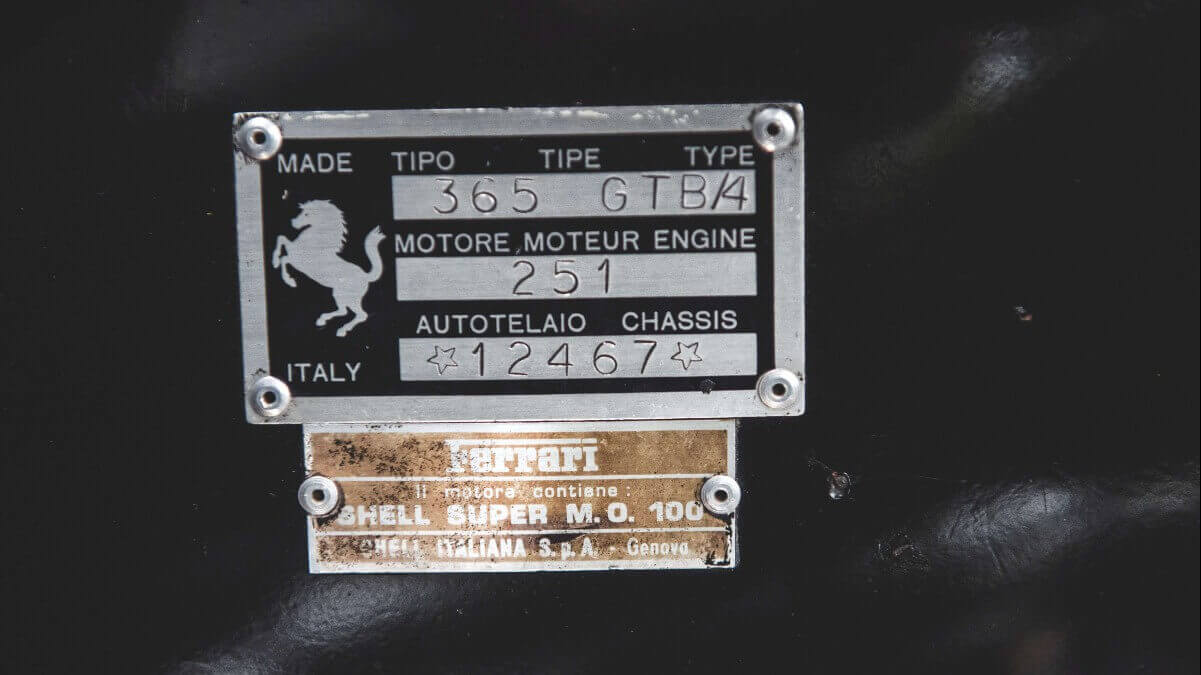 MADE TIPO TIPE TYPE
365 GTB/4
MOTORE MOTEUR ENGINE
251
AUTOTELAIO CHASSIS
☆12467☆
ITALY
Ferrari
Il motore contiene:
SHELL SUPER M.O. 100
SHELL ITALIANA S.p.A. - Genova